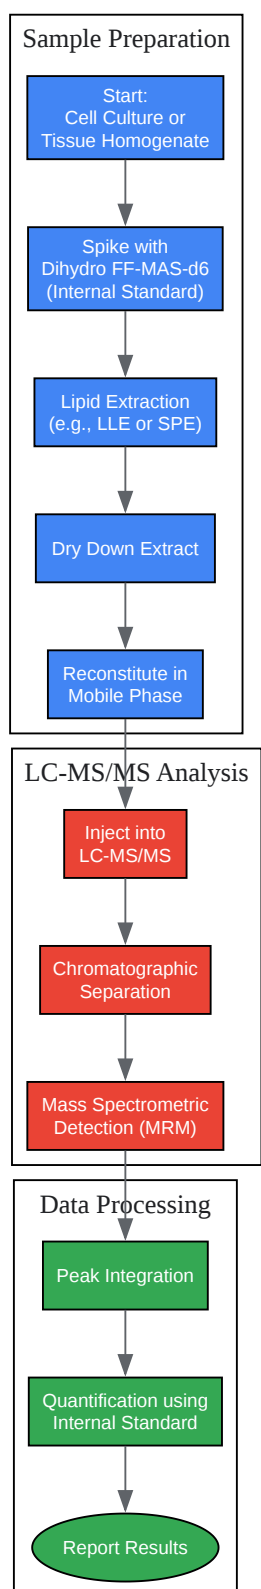 Sample Preparation
Start:
Cell Culture or
Tissue Homogenate
Spike with
Dihydro FF-MAS-d6
(Internal Standard)
Lipid Extraction
(e.g., LLE or SPE)
Dry Down Extract
Reconstitute in
Mobile Phase
LC-MS/MS Analysis
Inject into
LC-MS/MS
Chromatographic
Separation
Mass Spectrometric
Detection (MRM)
Data Processing
Peak Integration
Quantification using
Internal Standard
Report Results